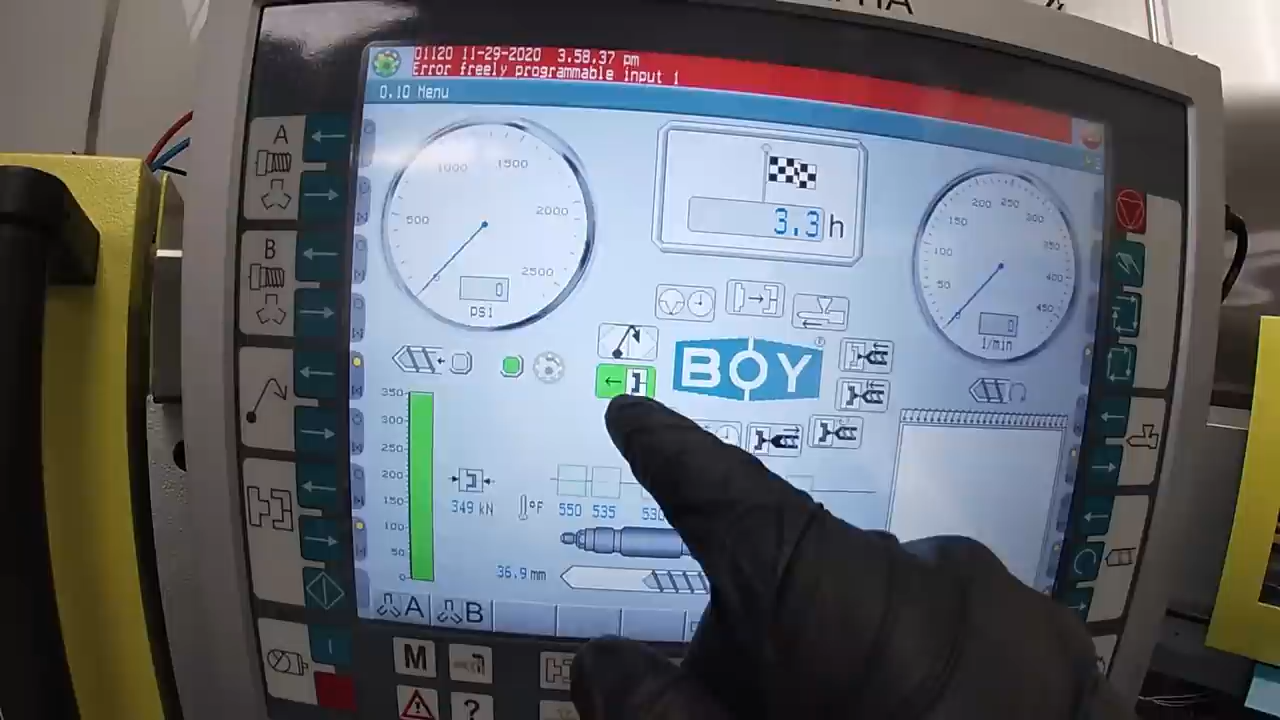 01120 11-29-2020 3.58.37 pm
Error freely programmable input 1
0.10 Menu
A
B
500
1000
1500
2000
2500
0
0
psi
3.3 h
50
100
150
200
250
300
350
400
450
0
0
l/min
BOY
®
350
300
250
200
150
100
50
0
349 kN
°F
550 535 530
36.9 mm
A
B
M
?